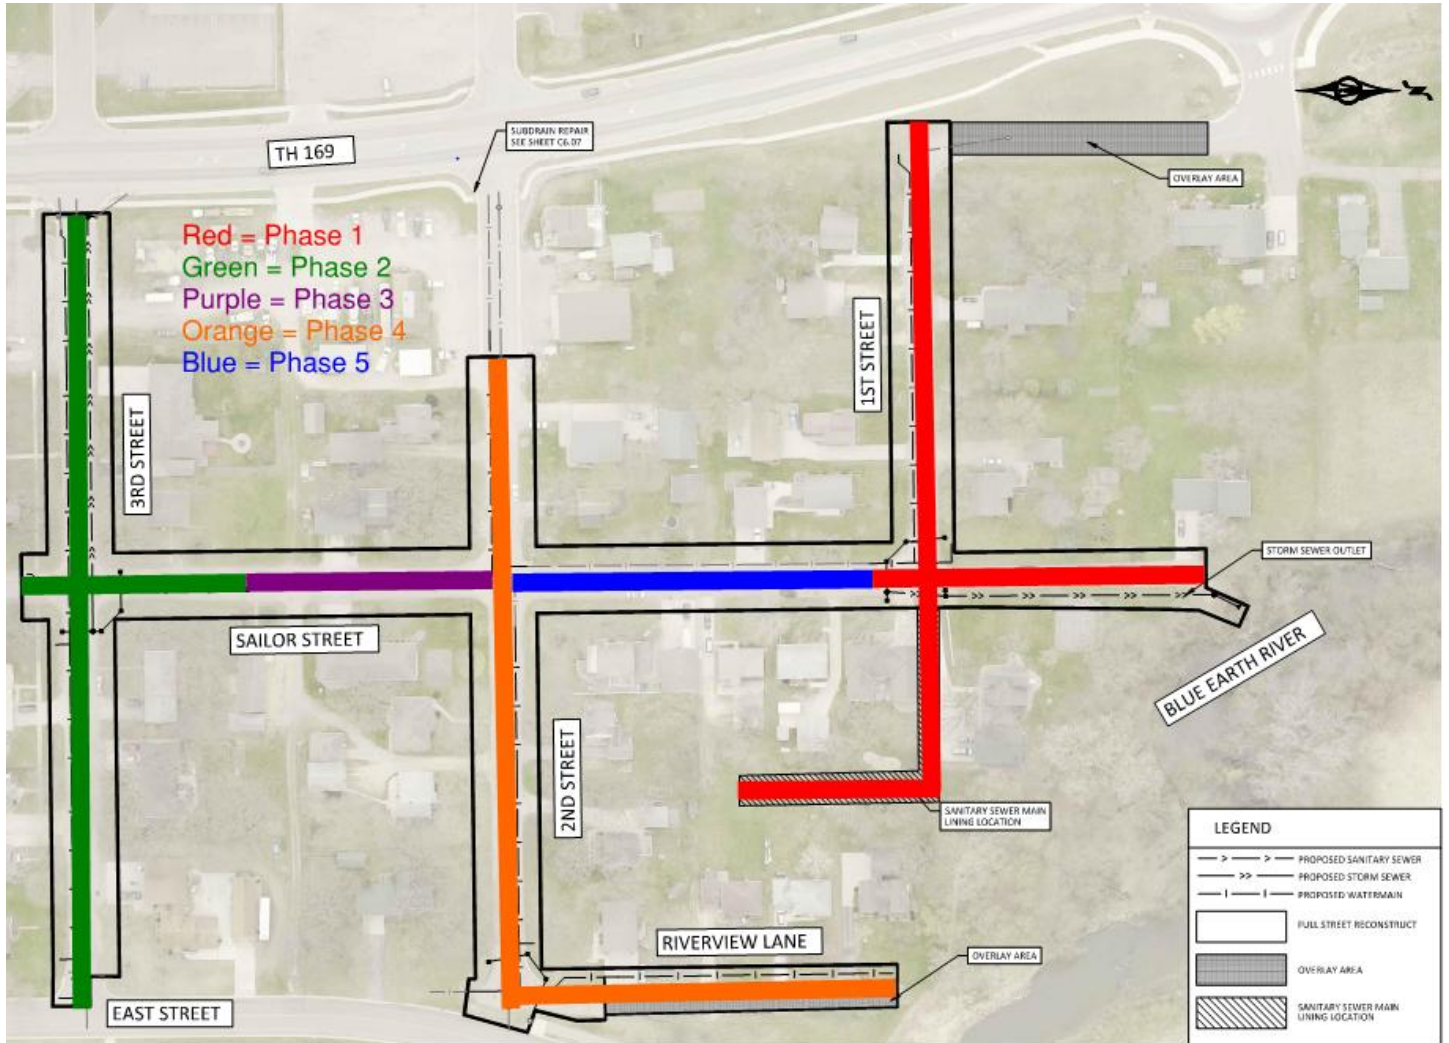 TH 169
SUBDRAIN REPAIR
SEE SHEET C6.07
OVERLAY AREA
Red = Phase 1
Green = Phase 2
Purple = Phase 3
Orange = Phase 4
Blue = Phase 5
3RD STREET
1ST STREET
STORM SEWER OUTLET
SAILOR STREET
BLUE EARTH RIVER
2ND STREET
SANITARY SEWER MAIN
LINING LOCATION
RIVERVIEW LANE
OVERLAY AREA
EAST STREET
LEGEND
PROPOSED SANITARY SEWER
PROPOSED STORM SEWER
PROPOSED WATERMAIN
FULL STREET RECONSTRUCT
OVERLAY AREA
SANITARY SEWER MAIN
LINING LOCATION